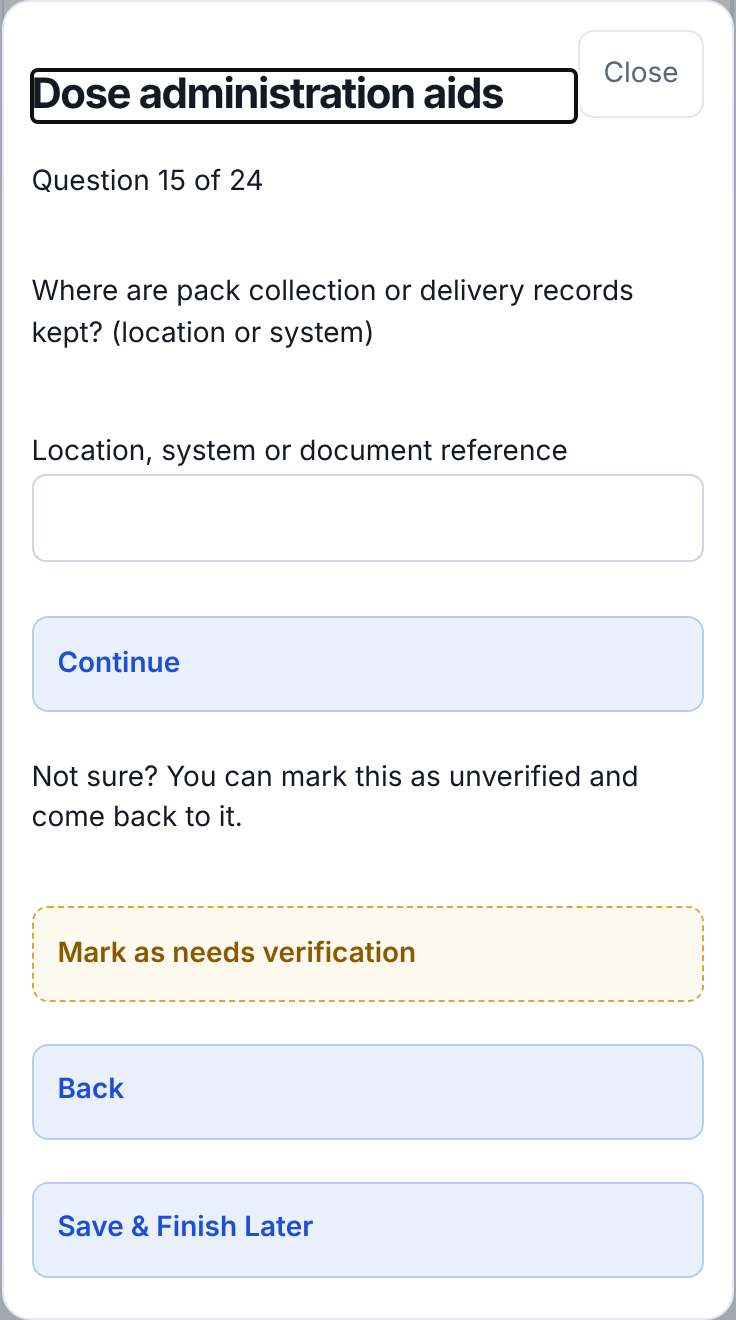 Dose administration aids
Close
Question 15 of 24
Where are pack collection or delivery records
kept? (location or system)
Location, system or document reference
Continue
Not sure? You can mark this as unverified and
come back to it.
Mark as needs verification
Back
Save & Finish Later